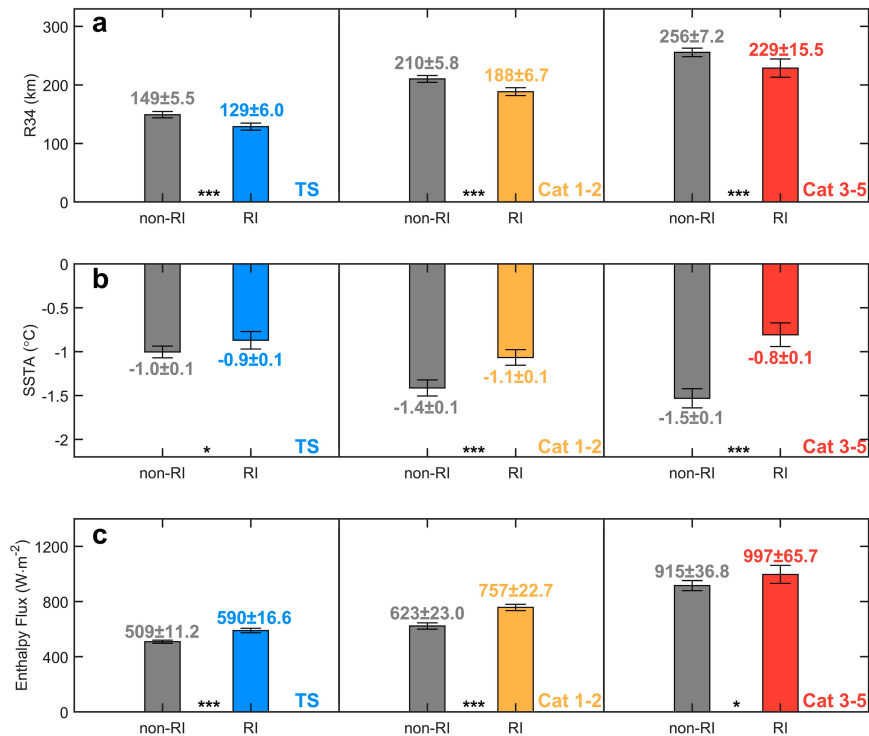 a
R34 (km)
300
200
100
0
149±5.5
129±6.0
210±5.8
188±6.7
256±7.2
229±15.5
***
TS
***
Cat 1-2
***
Cat 3-5
non-RI
RI
non-RI
RI
non-RI
RI
b
SSTA (°C)
0
-0.5
-1
-1.5
-2
-1.0±0.1
-0.9±0.1
-1.4±0.1
-1.1±0.1
-1.5±0.1
-0.8±0.1
*
TS
***
Cat 1-2
***
Cat 3-5
non-RI
RI
non-RI
RI
non-RI
RI
c
Enthalpy Flux (W·m⁻²)
1200
800
400
0
509±11.2
590±16.6
623±23.0
757±22.7
915±36.8
997±65.7
***
TS
***
Cat 1-2
*
Cat 3-5
non-RI
RI
non-RI
RI
non-RI
RI